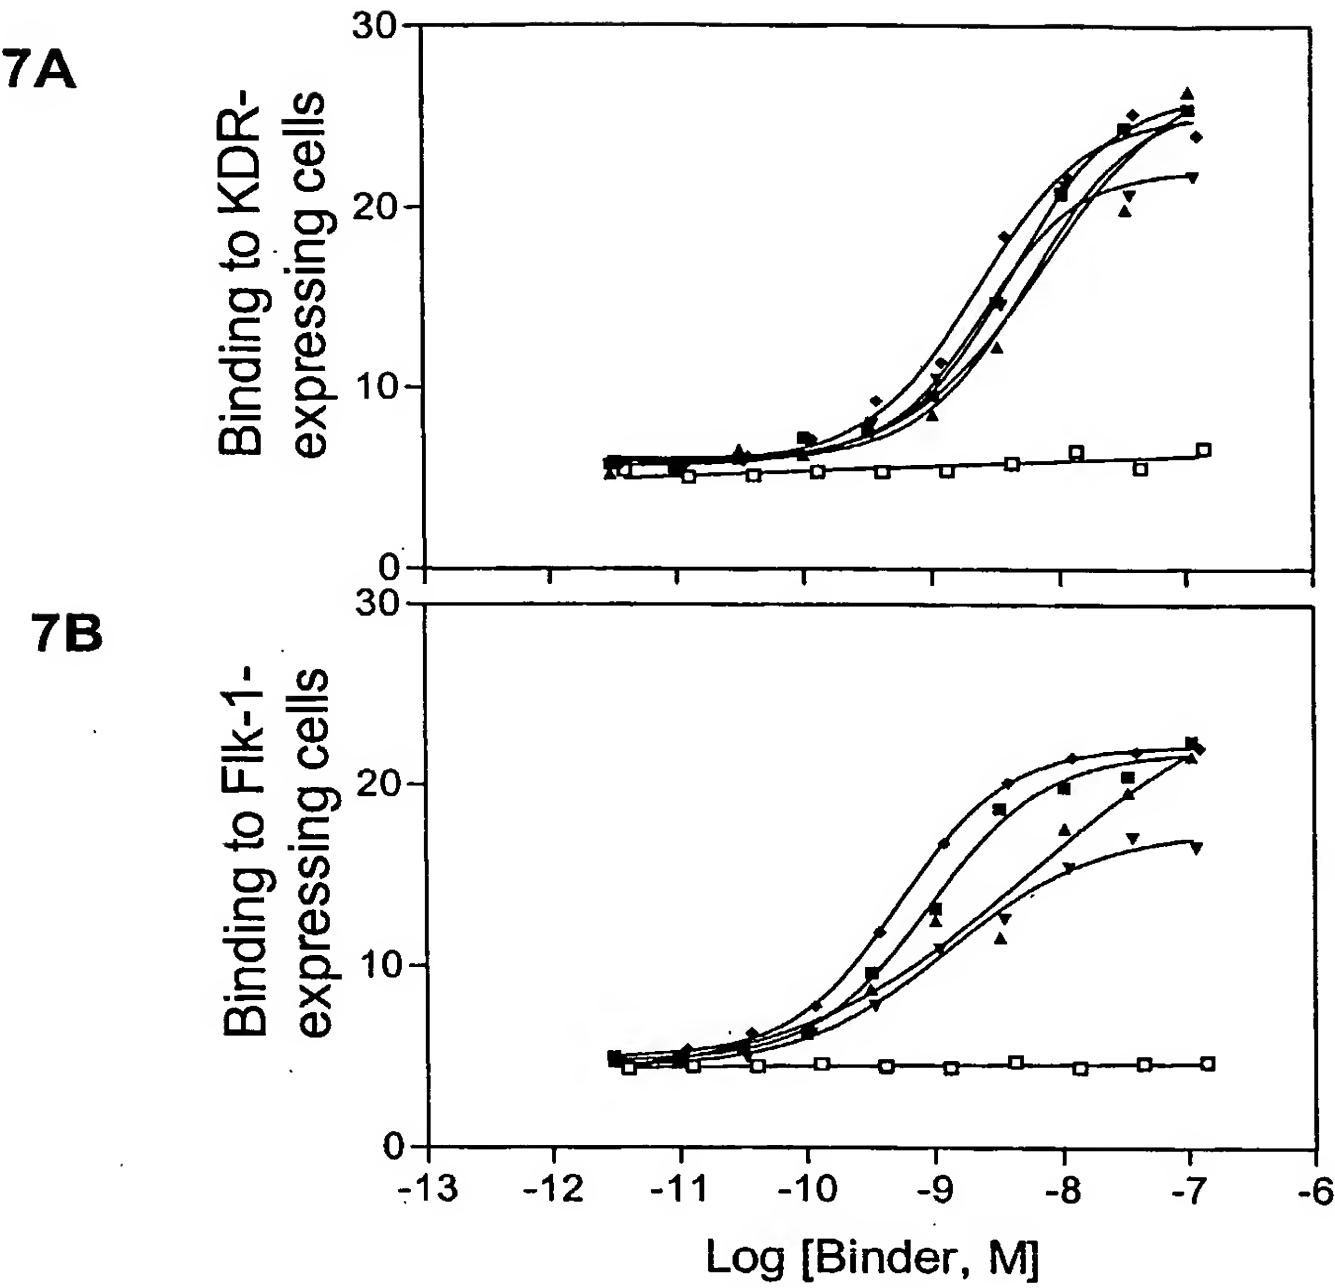 7A
Binding to KDR-
expressing cells
30
20
10
0
7B
Binding to Flk-1-
expressing cells
30
20
10
0
-13 -12 -11 -10 -9 -8 -7 -6
Log [Binder, M]